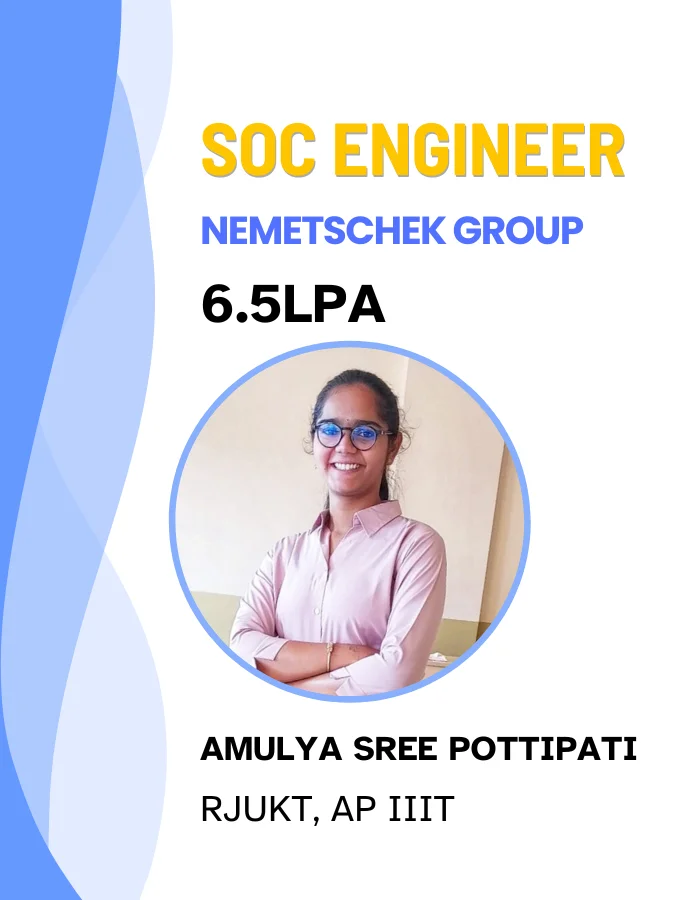 SOC ENGINEER
NEMETSCHEK GROUP
6.5LPA
AMULYA SREE POTTIPATI
RJUKT, AP IIIT